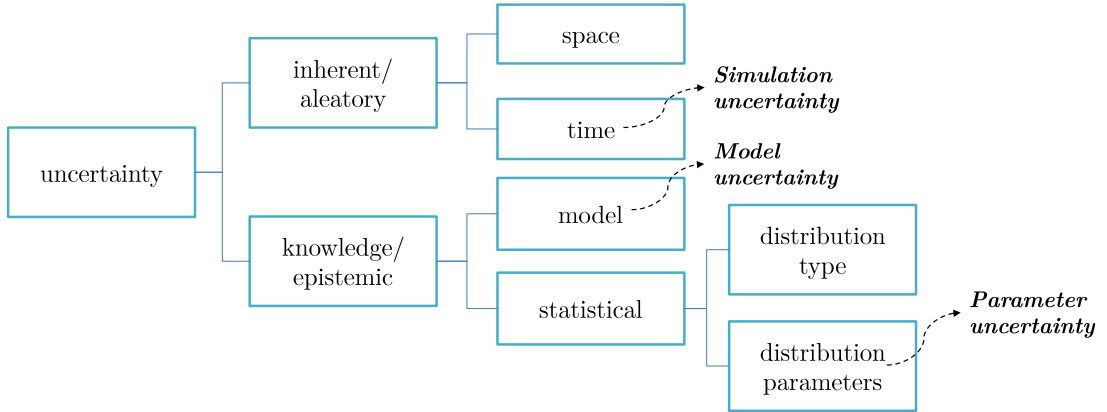 uncertainty
inherent/
aleatory
space
time
Simulation
uncertainty
knowledge/
epistemic
model
Model
uncertainty
statistical
distribution
type
distribution
parameters
Parameter
uncertainty